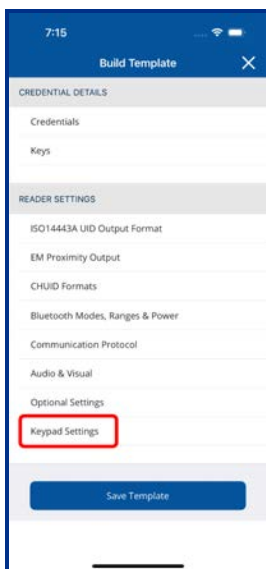 7:15
Build Template
CREDENTIAL DETAILS
Credentials
Keys
READER SETTINGS
ISO14443A UID Output Format
EM Proximity Output
CHUID Formats
Bluetooth Modes, Ranges & Power
Communication Protocol
Audio & Visual
Optional Settings
Keypad Settings
Save Template